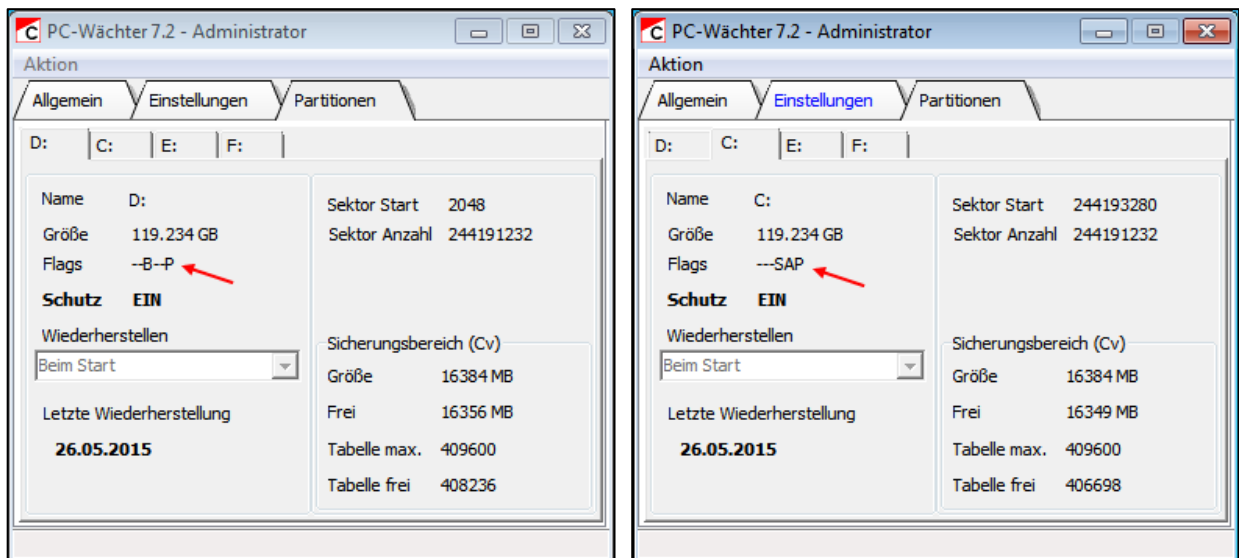 PC-Wächter 7.2 - Administrator
Aktion
Allgemein Einstellungen Partitionen
D: C: E: F:
Name D:
Größe 119.234 GB
Flags --B--P
Schutz EIN
Wiederherstellen
Beim Start
Letzte Wiederherstellung
26.05.2015
Sektor Start 2048
Sektor Anzahl 244191232
Sicherungsbereich (Cv)
Größe 16384 MB
Frei 16356 MB
Tabelle max. 409600
Tabelle frei 408236
PC-Wächter 7.2 - Administrator
Aktion
Allgemein Einstellungen Partitionen
D: C: E: F:
Name C:
Größe 119.234 GB
Flags ---SAP
Schutz EIN
Wiederherstellen
Beim Start
Letzte Wiederherstellung
26.05.2015
Sektor Start 244193280
Sektor Anzahl 244191232
Sicherungsbereich (Cv)
Größe 16384 MB
Frei 16349 MB
Tabelle max. 409600
Tabelle frei 406698